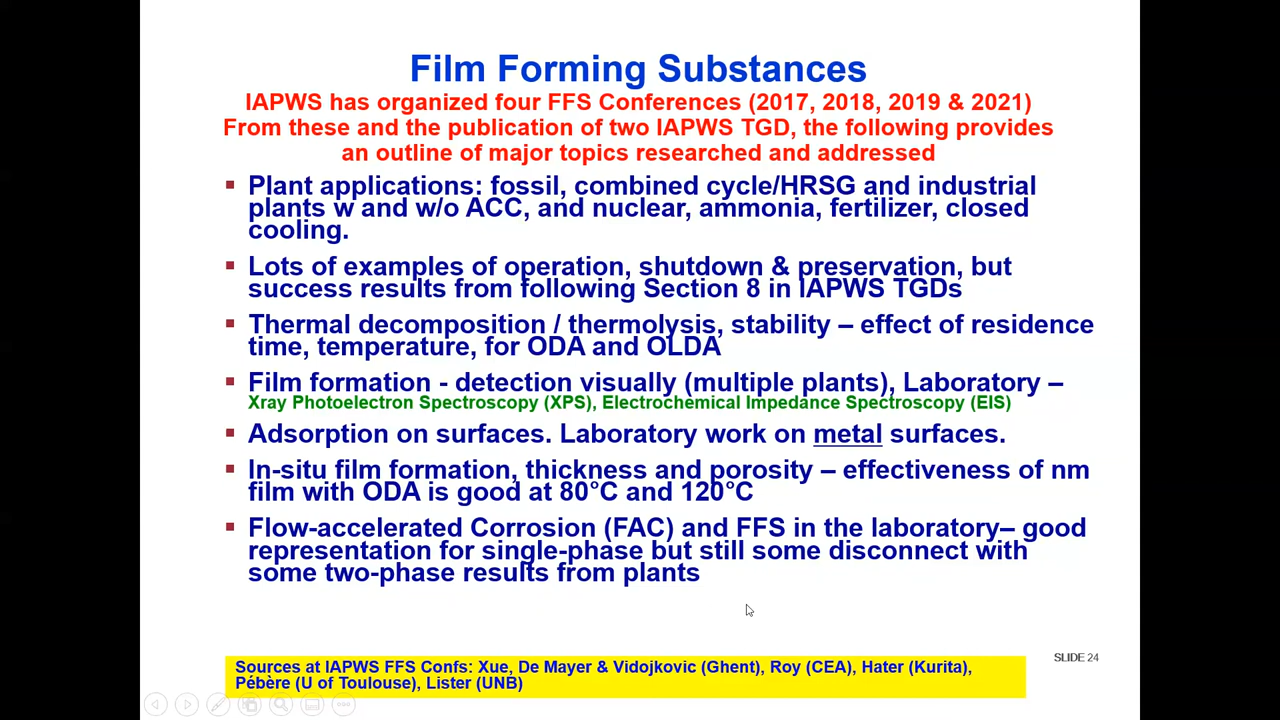 Film Forming Substances
IAPWS has organized four FFS Conferences (2017, 2018, 2019 & 2021)
From these and the publication of two IAPWS TGD, the following provides
an outline of major topics researched and addressed
▪ Plant applications: fossil, combined cycle/HRSG and industrial
plants w and w/o ACC, and nuclear, ammonia, fertilizer, closed
cooling.
▪ Lots of examples of operation, shutdown & preservation, but
success results from following Section 8 in IAPWS TGDs
▪ Thermal decomposition / thermolysis, stability – effect of residence
time, temperature, for ODA and OLDA
▪ Film formation - detection visually (multiple plants), Laboratory –
Xray Photoelectron Spectroscopy (XPS), Electrochemical Impedance Spectroscopy (EIS)
▪ Adsorption on surfaces. Laboratory work on metal surfaces.
▪ In-situ film formation, thickness and porosity – effectiveness of nm
film with ODA is good at 80°C and 120°C
▪ Flow-accelerated Corrosion (FAC) and FFS in the laboratory– good
representation for single-phase but still some disconnect with
some two-phase results from plants
SLIDE 24
Sources at IAPWS FFS Confs: Xue, De Mayer & Vidojkovic (Ghent), Roy (CEA), Hater (Kurita),
Pébère (U of Toulouse), Lister (UNB)